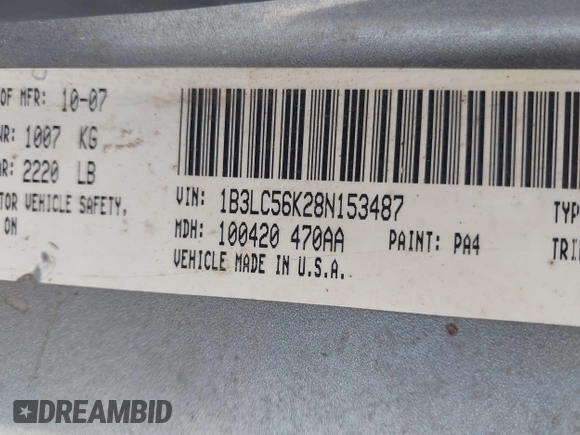 OF MFR: 10-07
WR: 1007 KG
AR: 2220 LB
TOR VEHICLE SAFETY,
ON
VIN: 1B3LC56K28N153487
MDH: 100420 470AA PAINT: PA4
VEHICLE MADE IN U.S.A.
TYP
TRI
DREAMBID